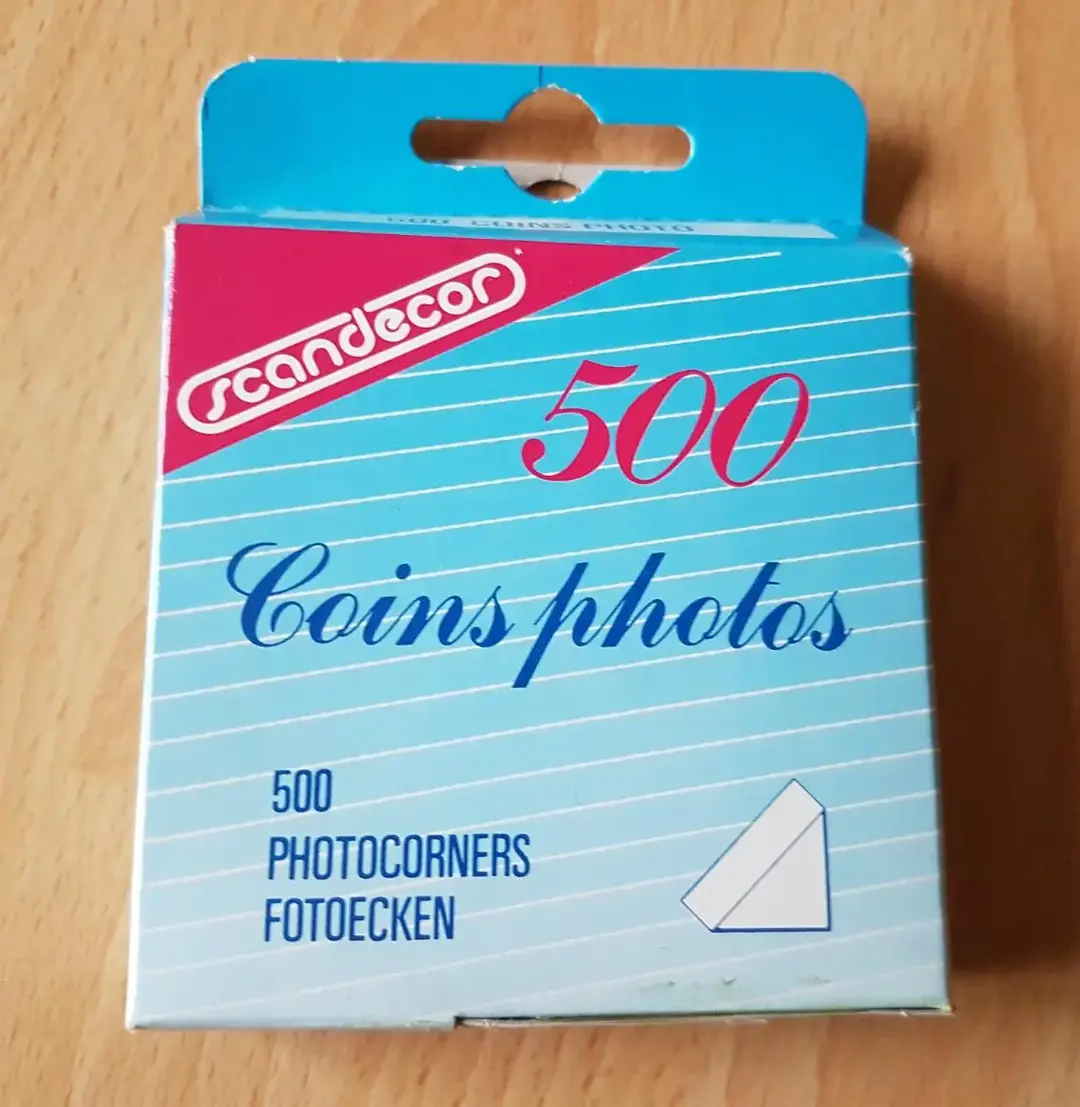 500 COINS PHOTO
scandecor
500
Coins photos
500
PHOTOCORNERS
FOTOECKEN